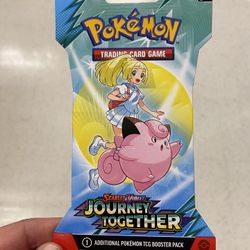 POKéMON
TRADING CARD GAME
SCARLET & VIOLET
JOURNEY
TOGETHER
1 ADDITIONAL POKÉMON TCG BOOSTER PACK